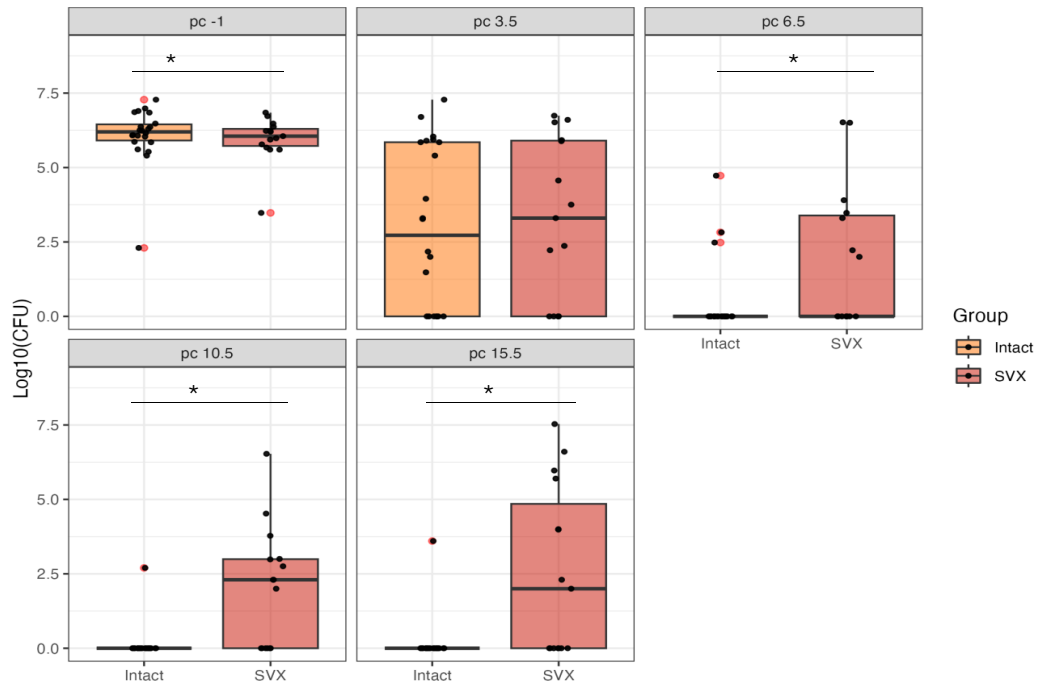 pc -1
pc 3.5
pc 6.5
*
*
7.5
5.0
2.5
0.0
Intact
SVX
Log10(CFU)
Group
Intact
SVX
pc 10.5
pc 15.5
*
*
7.5
5.0
2.5
0.0
Intact
SVX
Intact
SVX